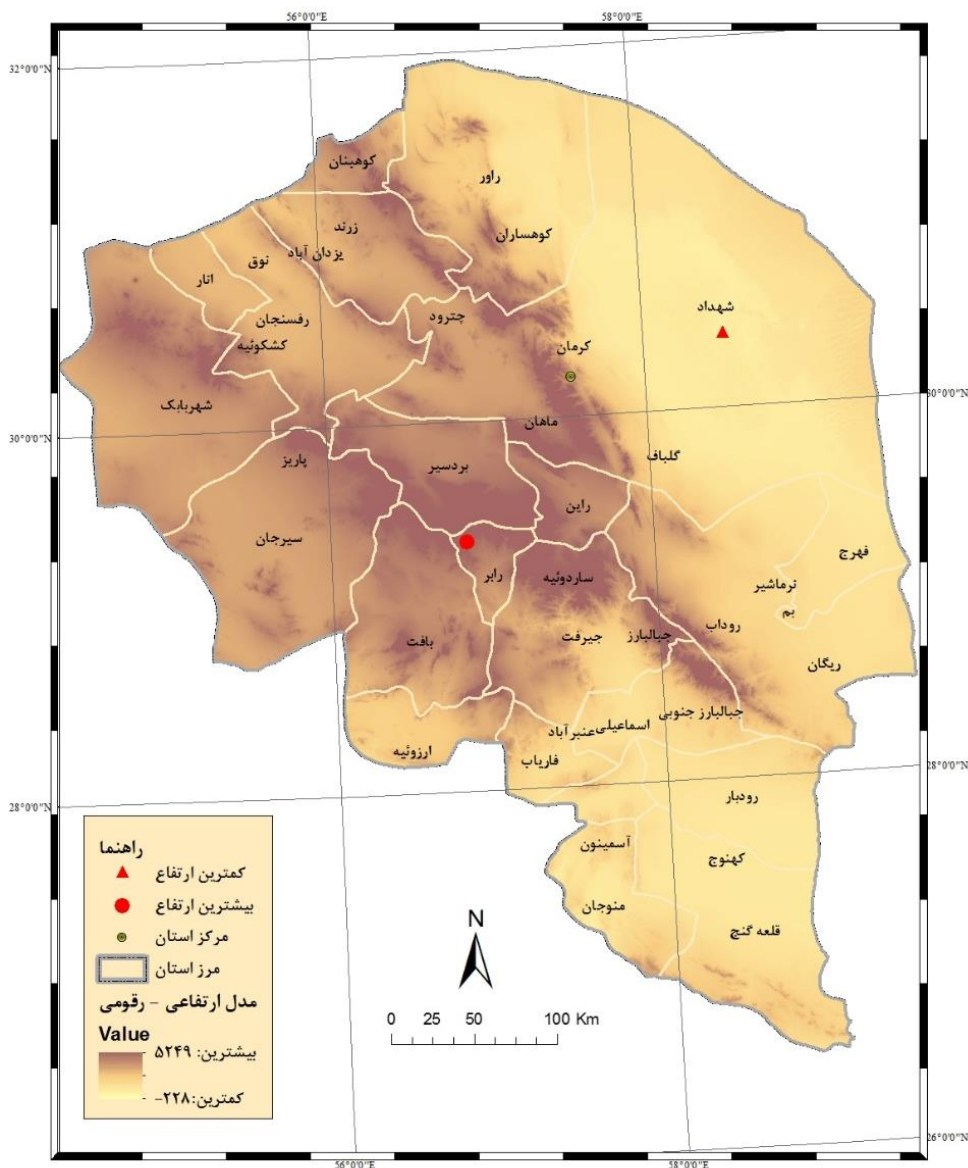 56°0'0"E
58°0'0"E
32°0'0"N
کوهبنان
راور
زرند
کوهساران
یزدان آباد
نوق
انار
شهداد
رفسنجان
چترود
کشکوئیه
کرمان
30°0'0"N
شهربابک
ماهان
30°0'0"N
پاریز
بردسیر
گلباف
راین
سیرجان
فهرج
رابر
ساردوئیه
نرماشیر
بم
بافت
جیرفت
جبالبارز
روداب
ریگان
جبالبارز جنوبی
اسماعیلی
عنبرآباد
ارزوئیه
فاریاب
28°0'0"N
28°0'0"N
رودبار
آسمینون
کهنوج
منوجان
قلعه گنج
راهنما
کمترین ارتفاع
بیشترین ارتفاع
مرکز استان
مرز استان
مدل ارتفاعی - رقومی
Value
بیشترین: ۵۲۴۹
کمترین: ۲۲۸-
N
0 25 50 100 Km
26°0'0"N
56°0'0"E
58°0'0"E